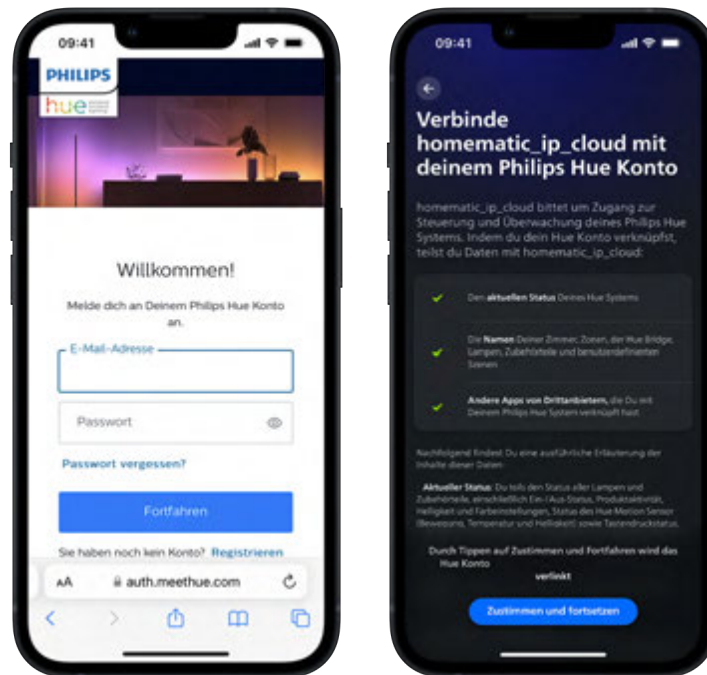 09:41
PHILIPS
hue
Willkommen!
Melde dich an Deinem Philips Hue Konto
an.
E-Mail-Adresse
Passwort
Passwort vergessen?
Fortfahren
Sie haben noch kein Konto? Registrieren
AA auth.meethue.com
09:41
Verbinde
homematic_ip_cloud mit
deinem Philips Hue Konto
homematic_ip_cloud bittet um Zugang zur
Steuerung und Überwachung deines Philips Hue
Systems. Indem du dein Hue Konto verknüpfst,
teilst du Daten mit homematic_ip_cloud:
Den aktuellen Status Deines Hue Systems
Die Namen Deiner Zimmer, Zonen, der Hue Bridge,
Lampen, Zubehörteile und benutzerdefinierten
Szenen
Andere Apps von Drittanbietern, die Du mit
Deinem Philips Hue System verknüpft hast
Nachfolgend findest Du eine ausführliche Erläuterung der
Inhalte dieser Daten:
Aktueller Status: Du teils den Status aller Lampen und
Zubehörteile, einschließlich Ein-/Aus-Status, Produktaktivität,
Helligkeit und Farbeinstellungen, Status des Hue Motion Sensor
(Bewegung, Temperatur und Helligkeit) sowie Tastendruckstatus.
Durch Tippen auf Zustimmen und Fortfahren wird das
Hue Konto
verlinkt
Zustimmen und fortsetzen